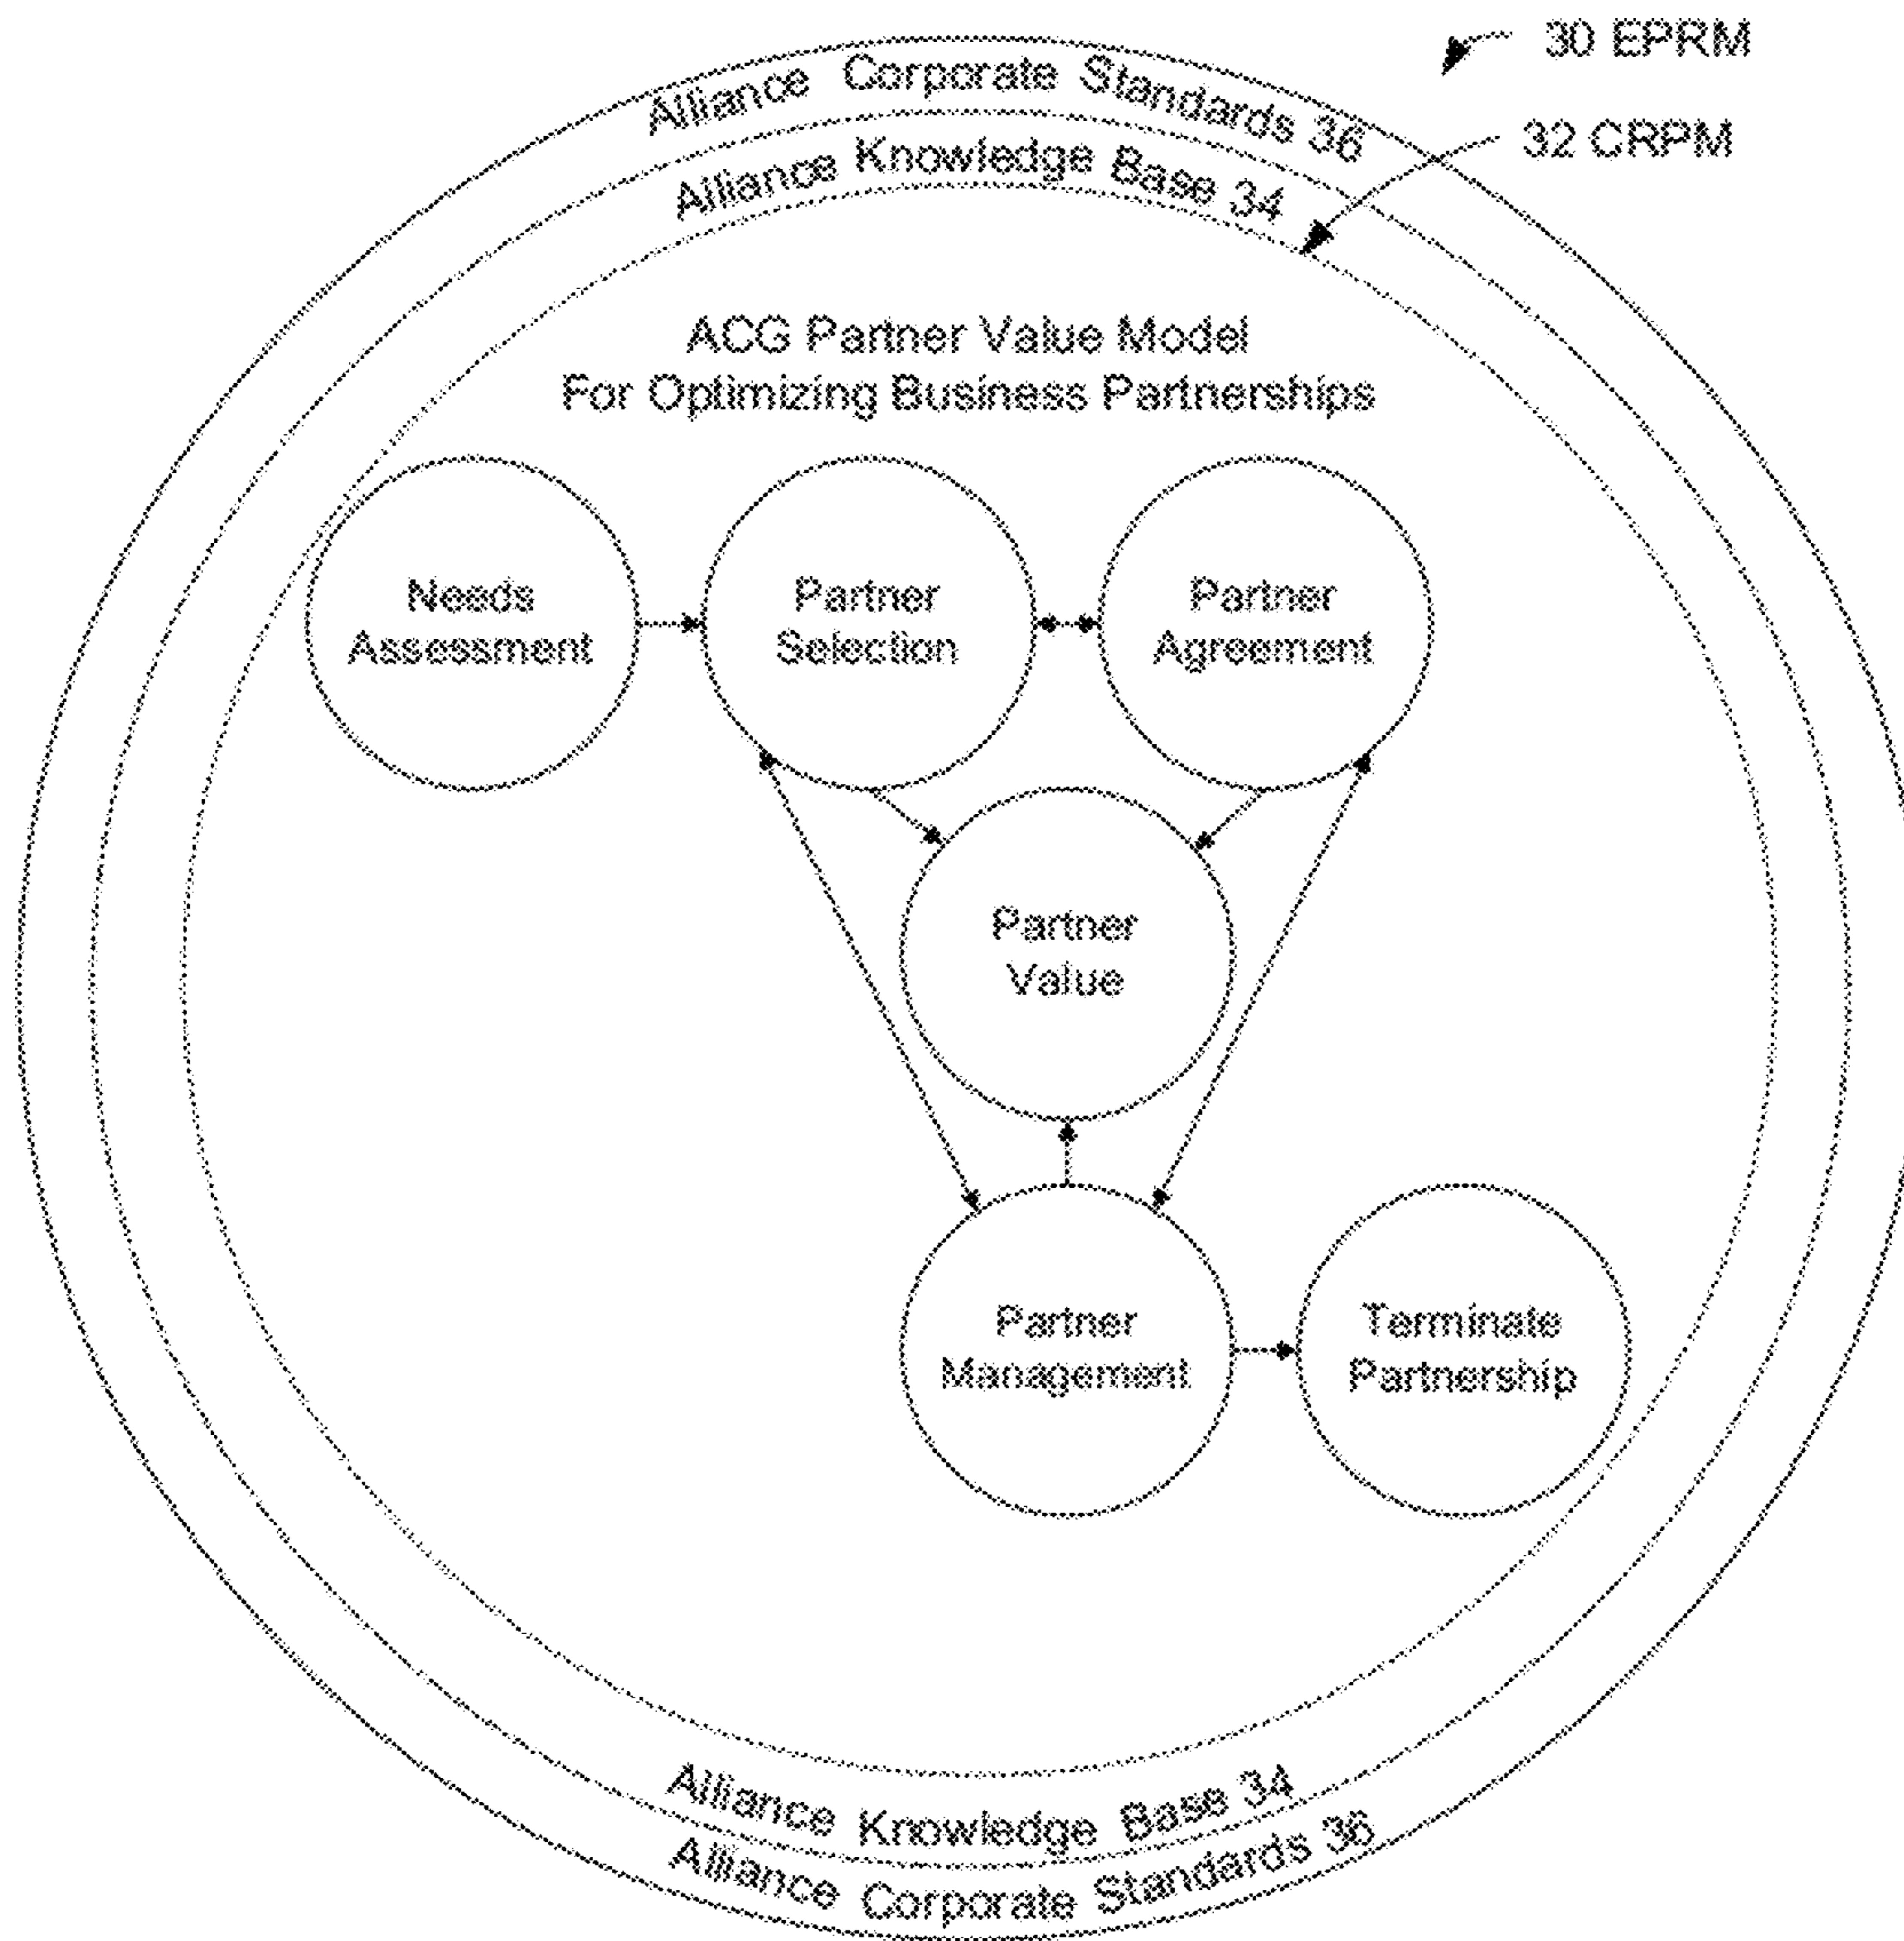 30 EPRM
Alliance Corporate Standards 36
32 CRPM
Alliance Knowledge Base 34
ACG Partner Value Model
For Optimizing Business Partnerships
Needs
Assessment
Partner
Selection
Partner
Agreement
Partner
Value
Partner
Management
Terminate
Partnership
Alliance Knowledge Base 34
Alliance Corporate Standards 36